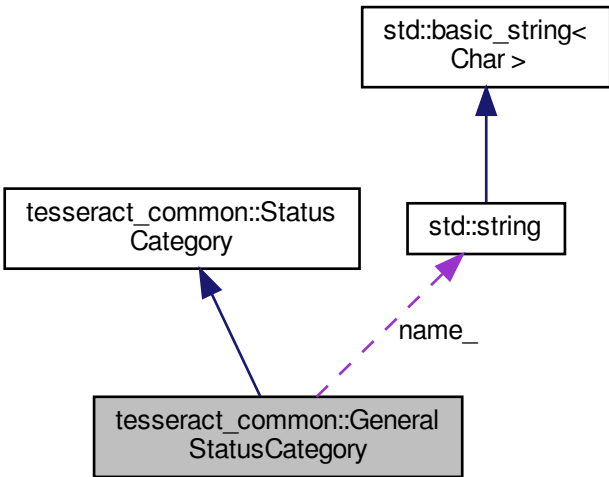 std::basic_string<
Char >
tesseract_common::Status
Category
std::string
name_
tesseract_common::General
StatusCategory